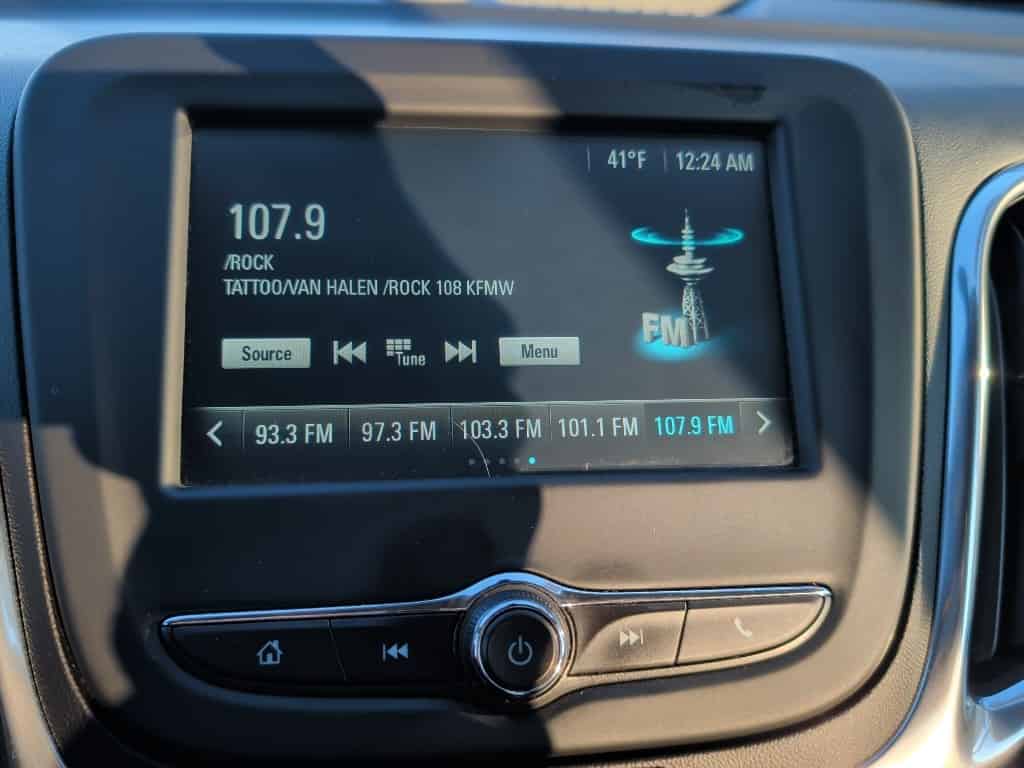 41°F 12:24 AM
107.9
/ROCK
TATTOO/VAN HALEN /ROCK 108 KFMW
FM
Source Tune Menu
93.3 FM 97.3 FM 103.3 FM 101.1 FM 107.9 FM